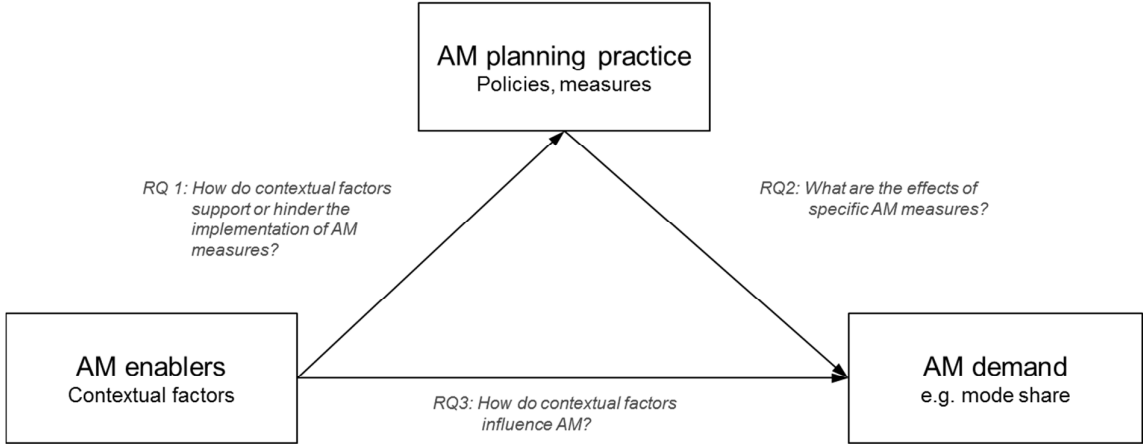 AM planning practice
Policies, measures
RQ 1: How do contextual factors
support or hinder the
implementation of AM
measures?
RQ2: What are the effects of
specific AM measures?
AM enablers
Contextual factors
AM demand
e.g. mode share
RQ3: How do contextual factors
influence AM?